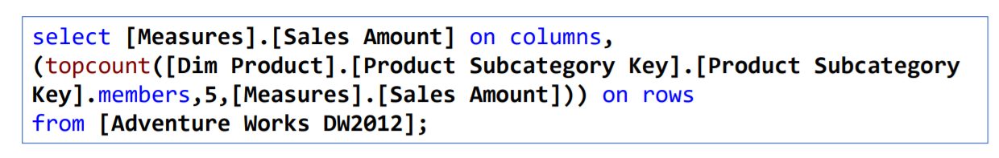 select [Measures].[Sales Amount] on columns,
(topcount([Dim Product].[Product Subcategory Key].[Product Subcategory
Key].members,5,[Measures].[Sales Amount])) on rows
from [Adventure Works DW2012];